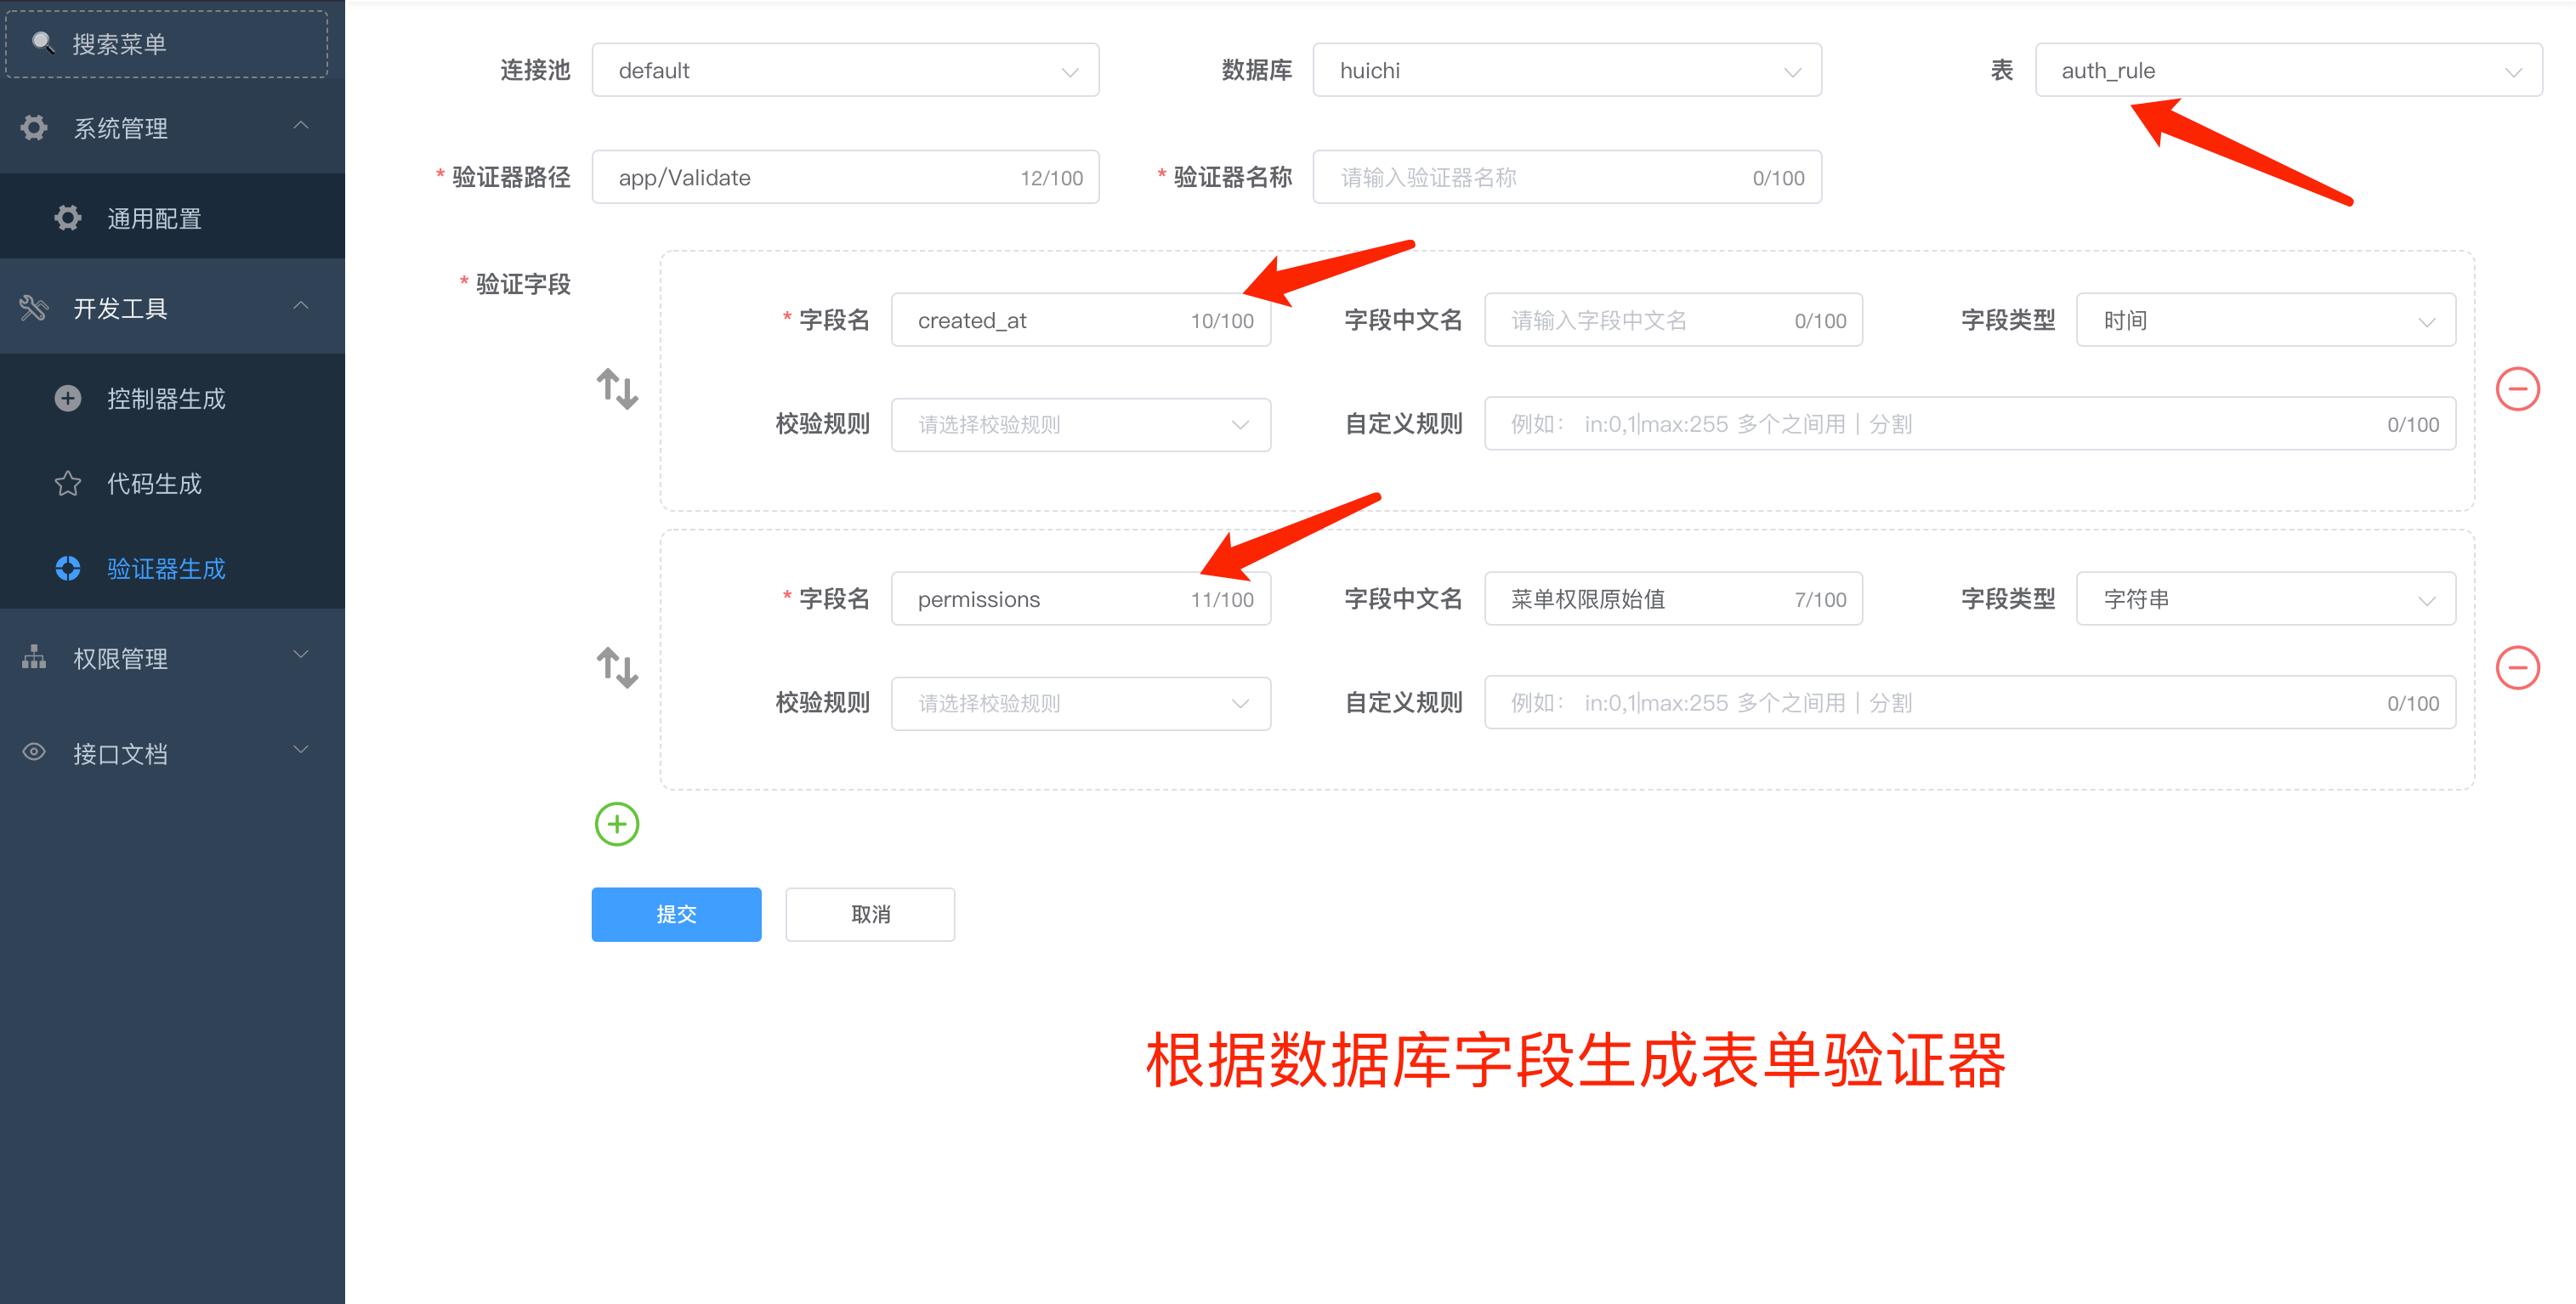 搜索菜单
系统管理
通用配置
开发工具
控制器生成
代码生成
验证器生成
权限管理
接口文档
连接池 default 数据库 huichi 表 auth_rule
* 验证器路径 app/Validate 12/100 * 验证器名称 请输入验证器名称 0/100
* 验证字段
* 字段名 created_at 10/100 字段中文名 请输入字段中文名 0/100 字段类型 时间
校验规则 请选择校验规则 自定义规则 例如： in:0,1|max:255 多个之间用｜分割 0/100
* 字段名 permissions 11/100 字段中文名 菜单权限原始值 7/100 字段类型 字符串
校验规则 请选择校验规则 自定义规则 例如： in:0,1|max:255 多个之间用｜分割 0/100
提交 取消
根据数据库字段生成表单验证器